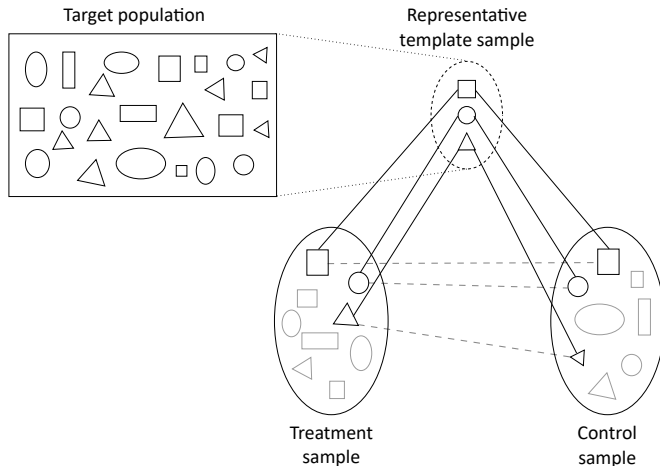 Target population
Representative
template sample
Treatment
sample
Control
sample